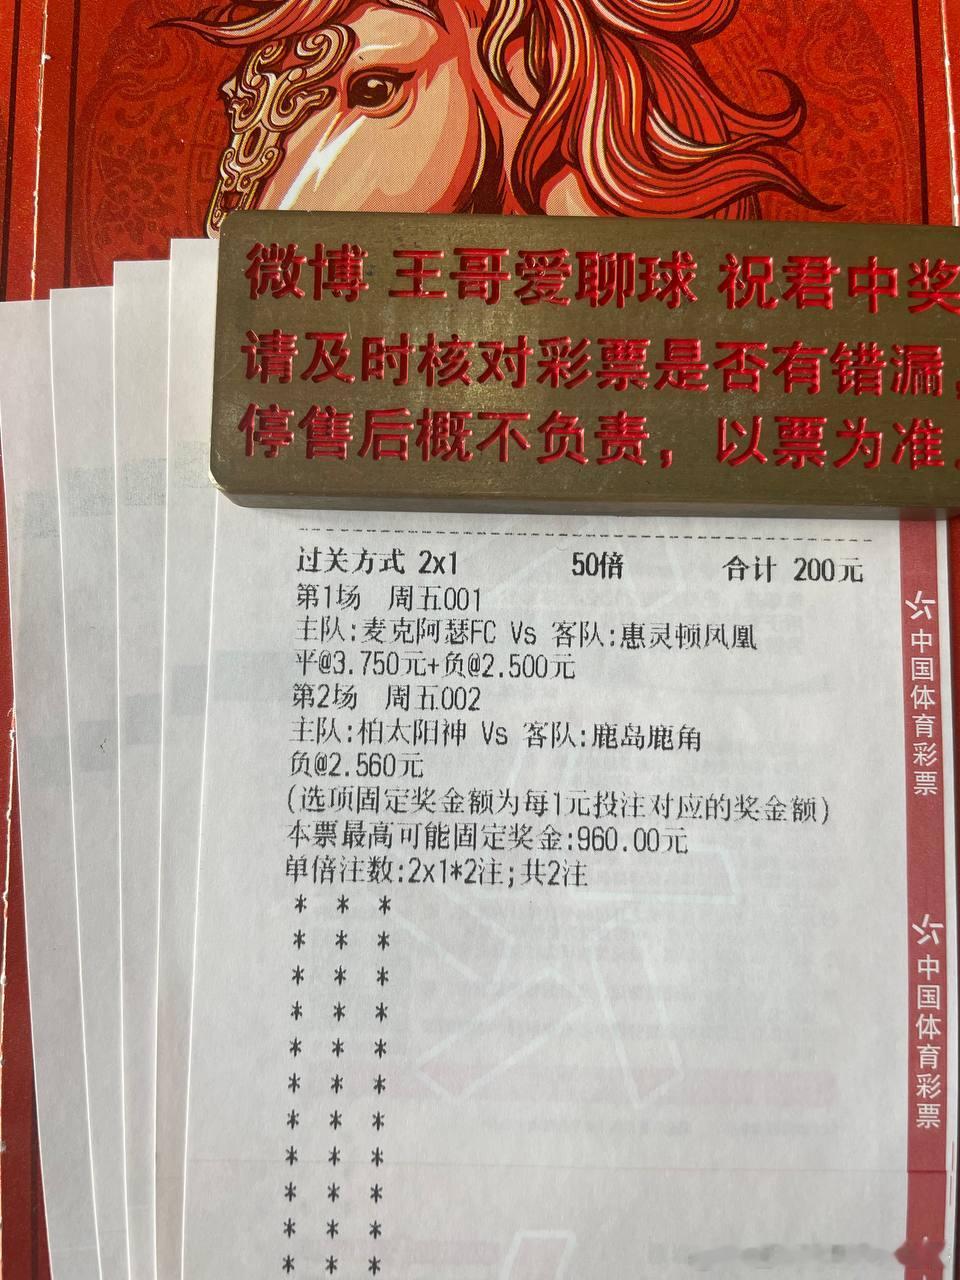 微博 王哥爱聊球 祝君中奖
请及时核对彩票是否有错漏，
停售后概不负责，以票为准
过关方式 2x1 50倍 合计 200元
第1场 周五001
主队:麦克阿瑟FC Vs 客队:惠灵顿凤凰
平@3.750元+负@2.500元
第2场 周五002
主队:柏太阳神 Vs 客队:鹿岛鹿角
负@2.560元
(选项固定奖金额为每1元投注对应的奖金额)
本票最高可能固定奖金:960.00元
单倍注数:2x1*2注;共2注
* * *
* * *
* * *
* * *
* * *
* * *
* * *
* * *
* * *
* * *
* * *
中国体育彩票
中国体育彩票